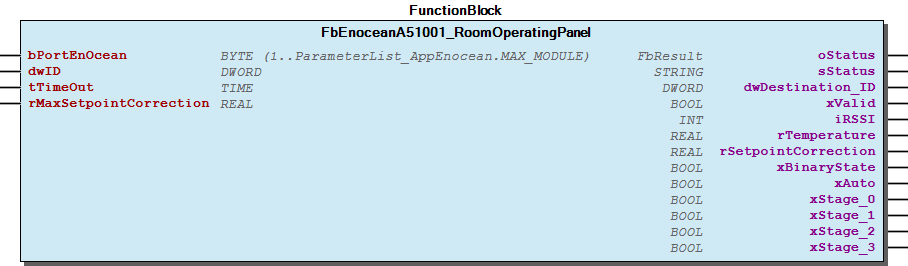 FunctionBlock
FbEnoceanA51001_RoomOperatingPanel
bPortEnOcean BYTE (1..ParameterList_AppEnocean.MAX_MODULE) FbResult oStatus
dwID DWORD STRING sStatus
tTimeOut TIME DWORD dwDestination_ID
rMaxSetpointCorrection REAL BOOL xValid
INT iRSSI
REAL rTemperature
REAL rSetpointCorrection
BOOL xBinaryState
BOOL xAuto
BOOL xStage_0
BOOL xStage_1
BOOL xStage_2
BOOL xStage_3